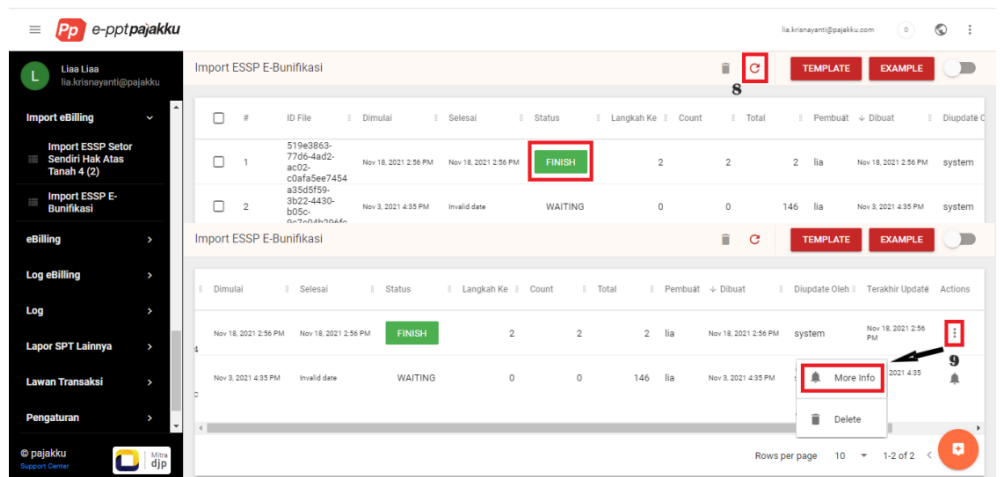 Pp e-pptpajakku
lia.krisnayanti@pajakku.com 0
L Liaa Liaa
lia.krisnayanti@pajakku
Import eBilling
Import ESSP Setor
Sendiri Hak Atas
Tanah 4 (2)
Import ESSP E-
Bunifikasi
eBilling
Log eBilling
Log
Lapor SPT Lainnya
Lawan Transaksi
Pengaturan
© pajakku
Support Center
Mitra
djp
Import ESSP E-Bunifikasi TEMPLATE EXAMPLE
8
# ID File Dimulai Selesai Status Langkah Ke Count Total Pembuat Dibuat Diupdate O
1 519e3863-
77d6-4ad2-
ac02-
c0afa5ee7454
Nov 18, 2021 2:56 PM Nov 18, 2021 2:56 PM FINISH 2 2 2 lia Nov 18, 2021 2:56 PM system
2 a35d5f59-
3b22-4430-
b05c-
9c7c04b296fc
Nov 3, 2021 4:35 PM Invalid date WAITING 0 0 146 lia Nov 3, 2021 4:35 PM system
Import ESSP E-Bunifikasi TEMPLATE EXAMPLE
Dimulai Selesai Status Langkah Ke Count Total Pembuat Dibuat Diupdate Oleh Terakhir Update Actions
Nov 18, 2021 2:56 PM Nov 18, 2021 2:56 PM FINISH 2 2 2 lia Nov 18, 2021 2:56 PM system Nov 18, 2021 2:56
PM
4
9
Nov 3, 2021 4:35 PM Invalid date WAITING 0 0 146 lia Nov 3, 2021 4:35 PM 2021 4:35
More Info
Delete
Rows per page 10 1-2 of 2